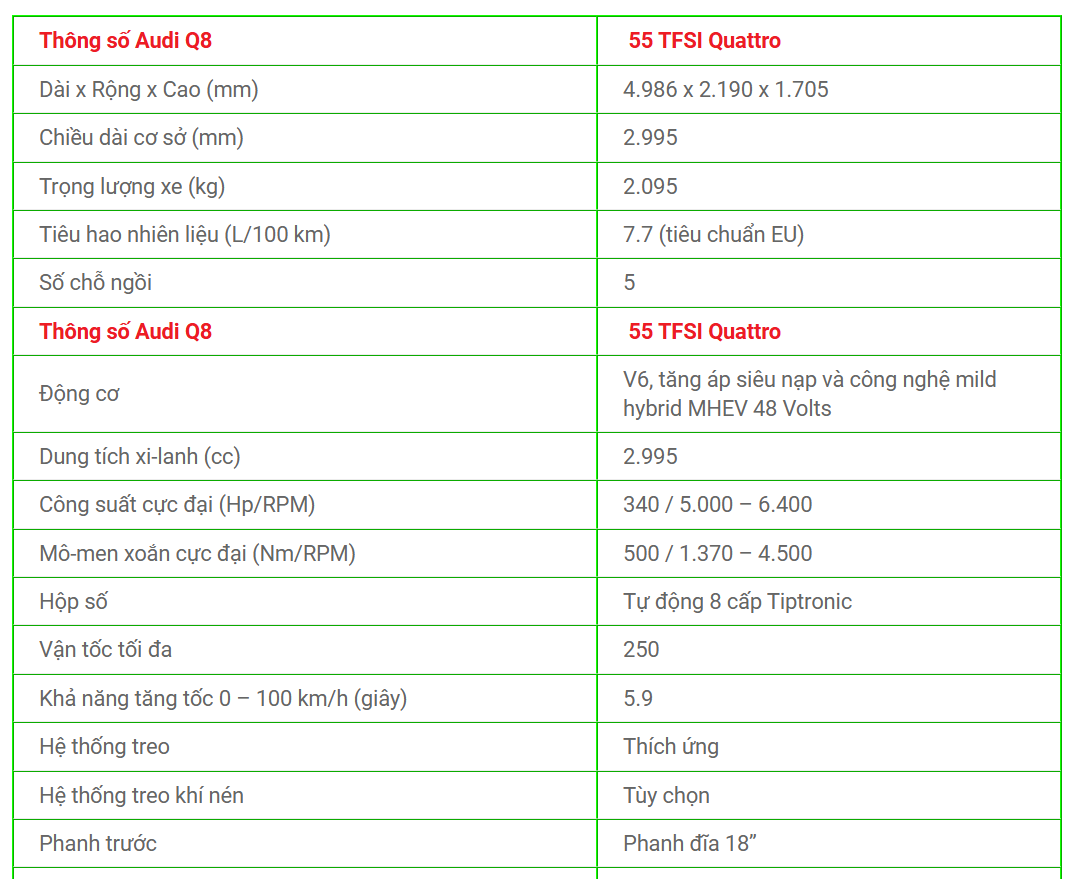 Thông số Audi Q8 55 TFSI Quattro
Dài x Rộng x Cao (mm) 4.986 x 2.190 x 1.705
Chiều dài cơ sở (mm) 2.995
Trọng lượng xe (kg) 2.095
Tiêu hao nhiên liệu (L/100 km) 7.7 (tiêu chuẩn EU)
Số chỗ ngồi 5
Thông số Audi Q8 55 TFSI Quattro
Động cơ V6, tăng áp siêu nạp và công nghệ mild
hybrid MHEV 48 Volts
Dung tích xi-lanh (cc) 2.995
Công suất cực đại (Hp/RPM) 340 / 5.000 – 6.400
Mô-men xoắn cực đại (Nm/RPM) 500 / 1.370 – 4.500
Hộp số Tự động 8 cấp Tiptronic
Vận tốc tối đa 250
Khả năng tăng tốc 0 – 100 km/h (giây) 5.9
Hệ thống treo Thích ứng
Hệ thống treo khí nén Tùy chọn
Phanh trước Phanh đĩa 18”